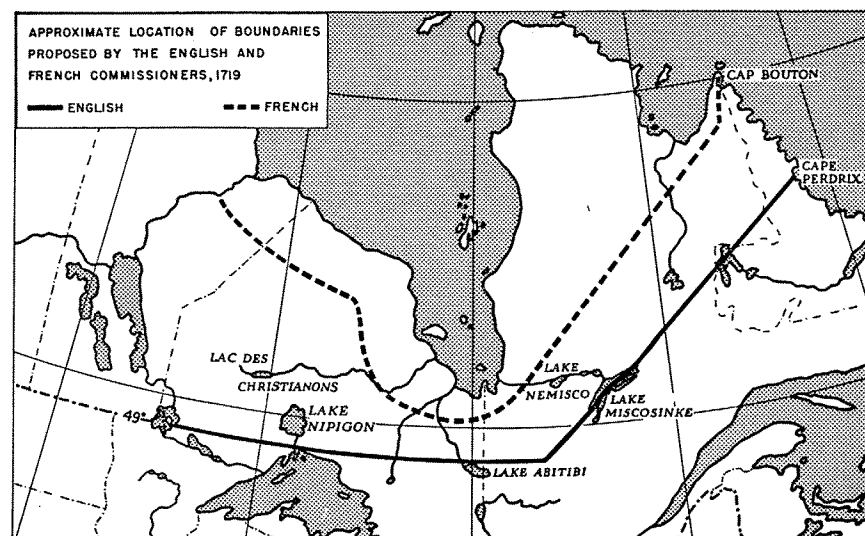 APPROXIMATE LOCATION OF BOUNDARIES
PROPOSED BY THE ENGLISH AND
FRENCH COMMISSIONERS, 1719
ENGLISH FRENCH
CAP BOUTON
CAPE
PERDRIX
LAC DES
CHRISTIANONS
LAKE
NEMISCO
LAKE
MISCOSINKE
49°
LAKE
NIPIGON
LAKE ABITIBI